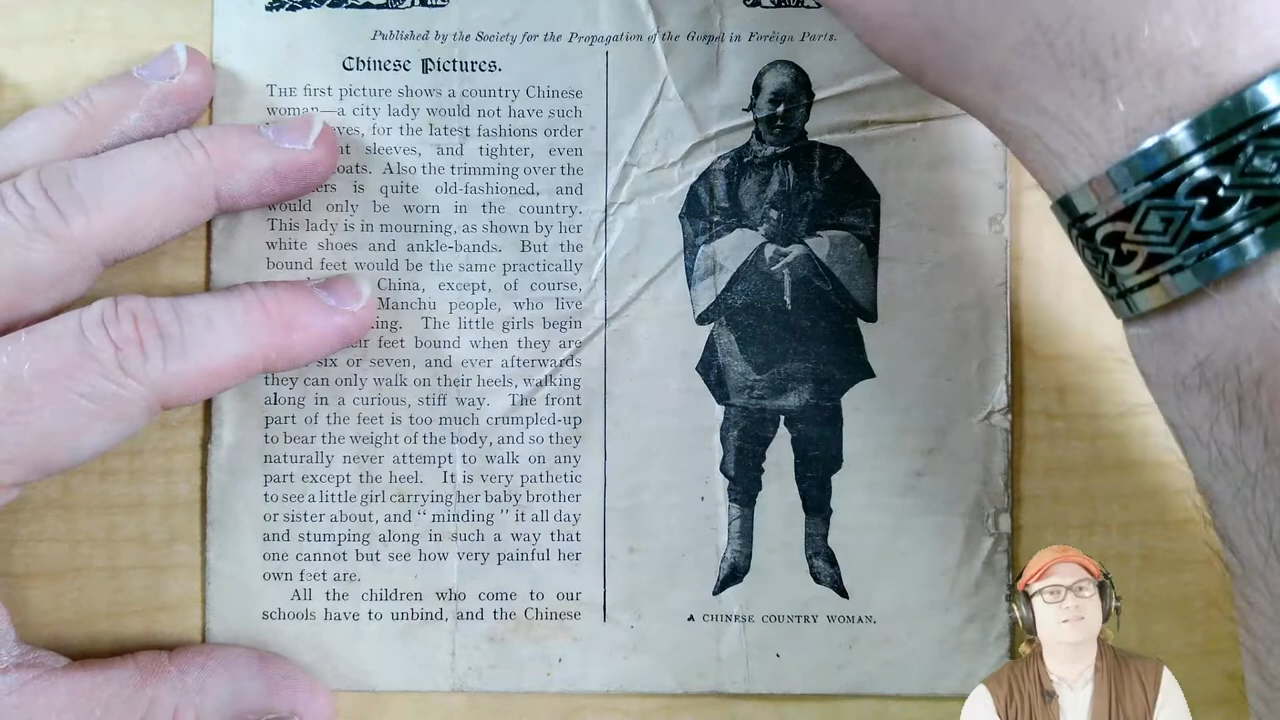 Published by the Society for the Propagation of the Gospel in Foreign Parts.
Chinese Pictures.
THE first picture shows a country Chinese
woman—a city lady would not have such
for the latest fashions order
sleeves, and tighter, even
Also the trimming over the
is quite old-fashioned, and
would only be worn in the country.
This lady is in mourning, as shown by her
white shoes and ankle-bands. But the
bound feet would be the same practically
China, except, of course,
Manchu people, who live
The little girls begin
feet bound when they are
six or seven, and ever afterwards
they can only walk on their heels, walking
along in a curious, stiff way. The front
part of the feet is too much crumpled-up
to bear the weight of the body, and so they
naturally never attempt to walk on any
part except the heel. It is very pathetic
to see a little girl carrying her baby brother
or sister about, and “ minding ” it all day
and stumping along in such a way that
one cannot but see how very painful her
own feet are.
All the children who come to our
schools have to unbind, and the Chinese
A CHINESE COUNTRY WOMAN.